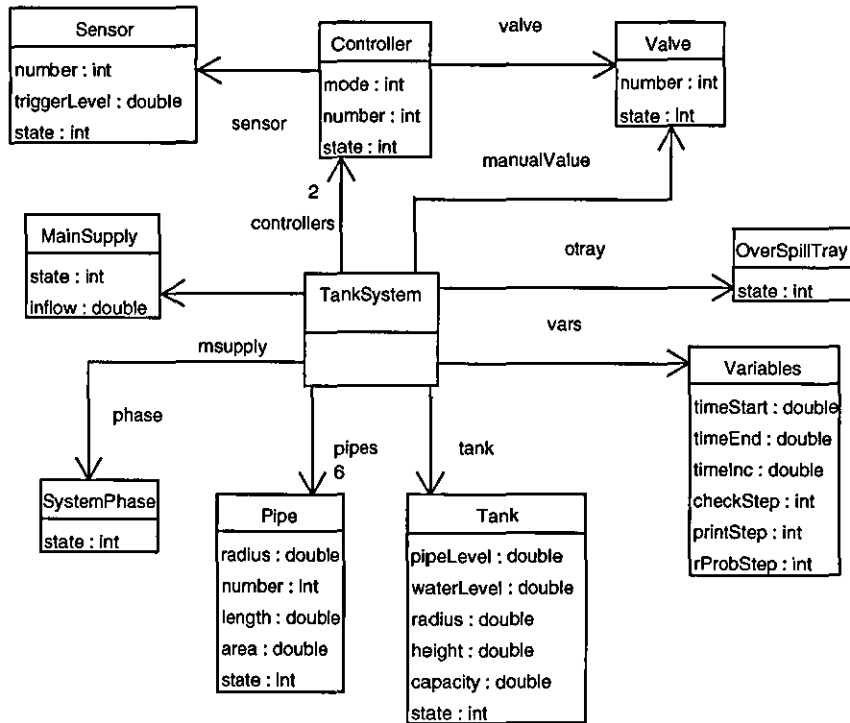 Sensor
number : int
triggerLevel : double
state : int
sensor
Controller
mode : int
number : int
state : int
valve
Valve
number : int
state : Int
manualValue
2
controllers
MainSupply
state : int
inflow : double
TankSystem
otray
OverSpillTray
state : int
msupply
vars
Variables
timeStart : double
timeEnd : double
timeInc : double
checkStep : int
printStep : int
rProbStep : int
phase
SystemPhase
state : int
pipes
6
Pipe
radius : double
number : Int
length : double
area : double
state : Int
tank
Tank
pipeLevel : double
waterLevel : double
radius : double
height : double
capacity : double
state : int